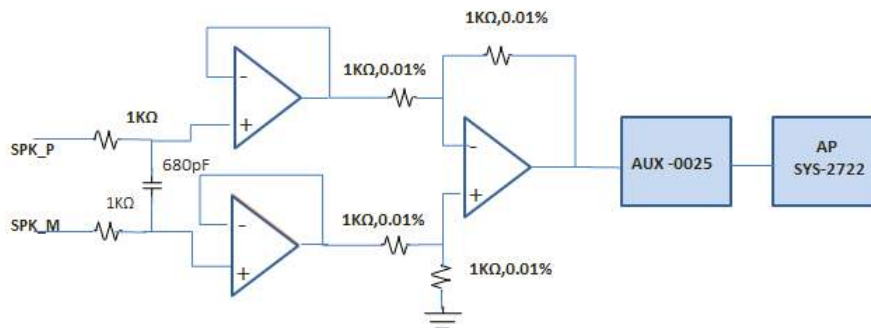 1KΩ,0.01%
1KΩ,0.01%
-
+
1KΩ
SPK_P
680pF
-
+
AUX -0025
AP
SYS-2722
1KΩ
SPK_M
-
+
1KΩ,0.01%
1KΩ,0.01%